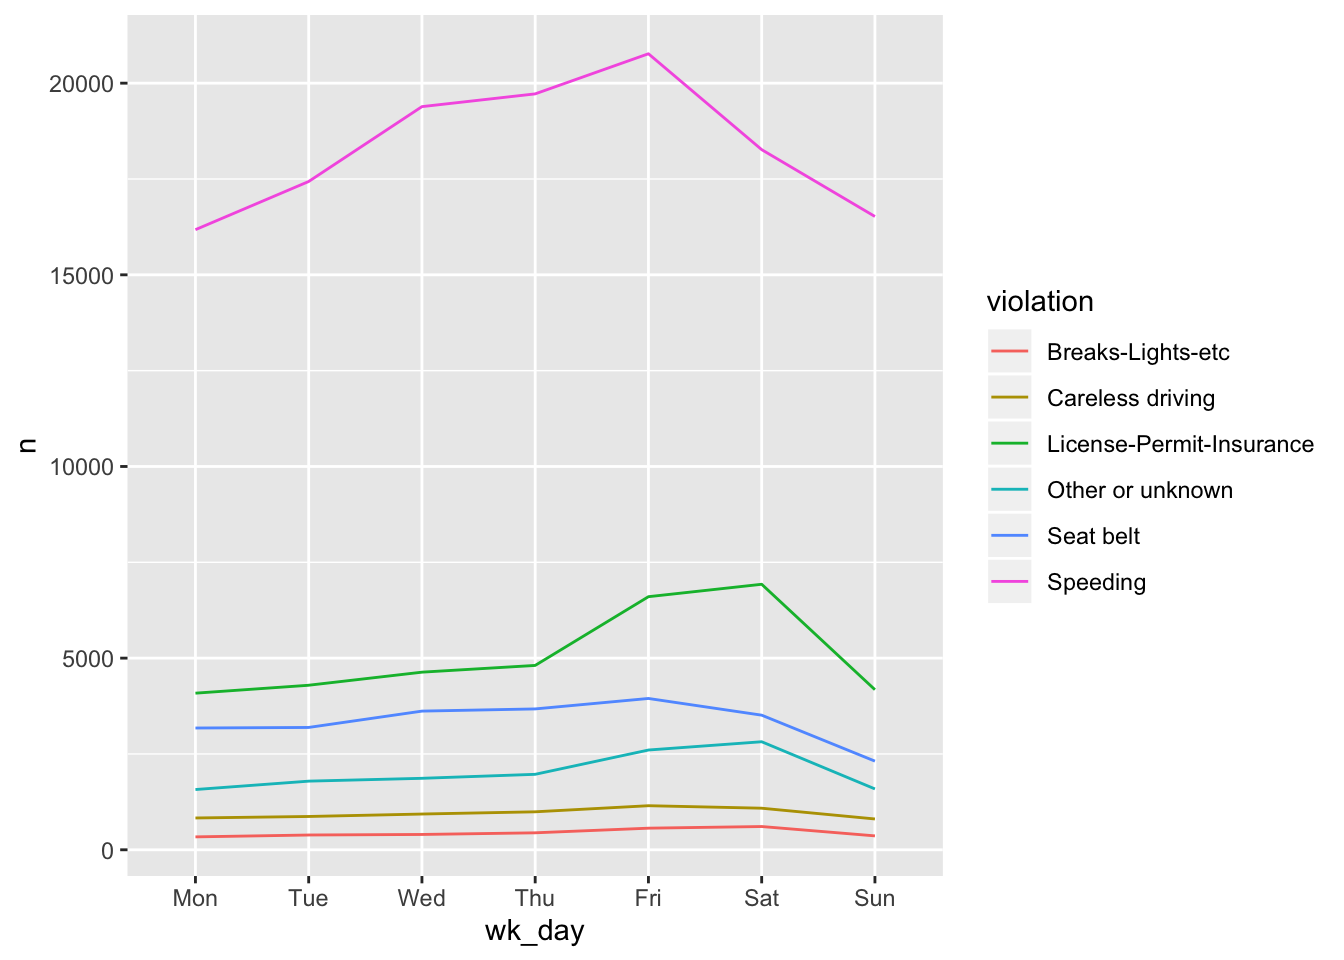 20000
15000
10000
5000
0
n
Mon Tue Wed Thu Fri Sat Sun
wk_day
violation
Breaks-Lights-etc
Careless driving
License-Permit-Insurance
Other or unknown
Seat belt
Speeding